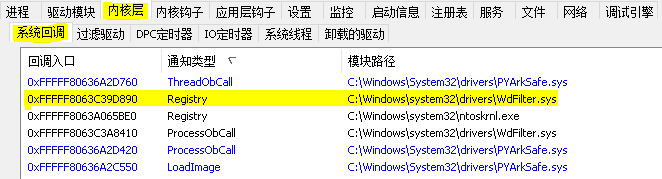 进程 驱动模块 内核层 内核钩子 应用层钩子 设置 监控 启动信息 注册表 服务 文件 网络 调试引擎
系统回调 过滤驱动 DPC定时器 IO定时器 系统线程 卸载的驱动
回调入口 通知类型 模块路径
0xFFFFF80636A2D760 ThreadObCall C:\Windows\System32\drivers\PYArkSafe.sys
0xFFFFF8063C39D890 Registry C:\Windows\system32\drivers\WdFilter.sys
0xFFFFF8063A065BE0 Registry C:\Windows\system32\ntoskrnl.exe
0xFFFFF8063C3A8410 ProcessObCall C:\Windows\system32\drivers\WdFilter.sys
0xFFFFF80636A2D420 ProcessObCall C:\Windows\System32\drivers\PYArkSafe.sys
0xFFFFF80636A2C550 LoadImage C:\Windows\System32\drivers\PYArkSafe.sys